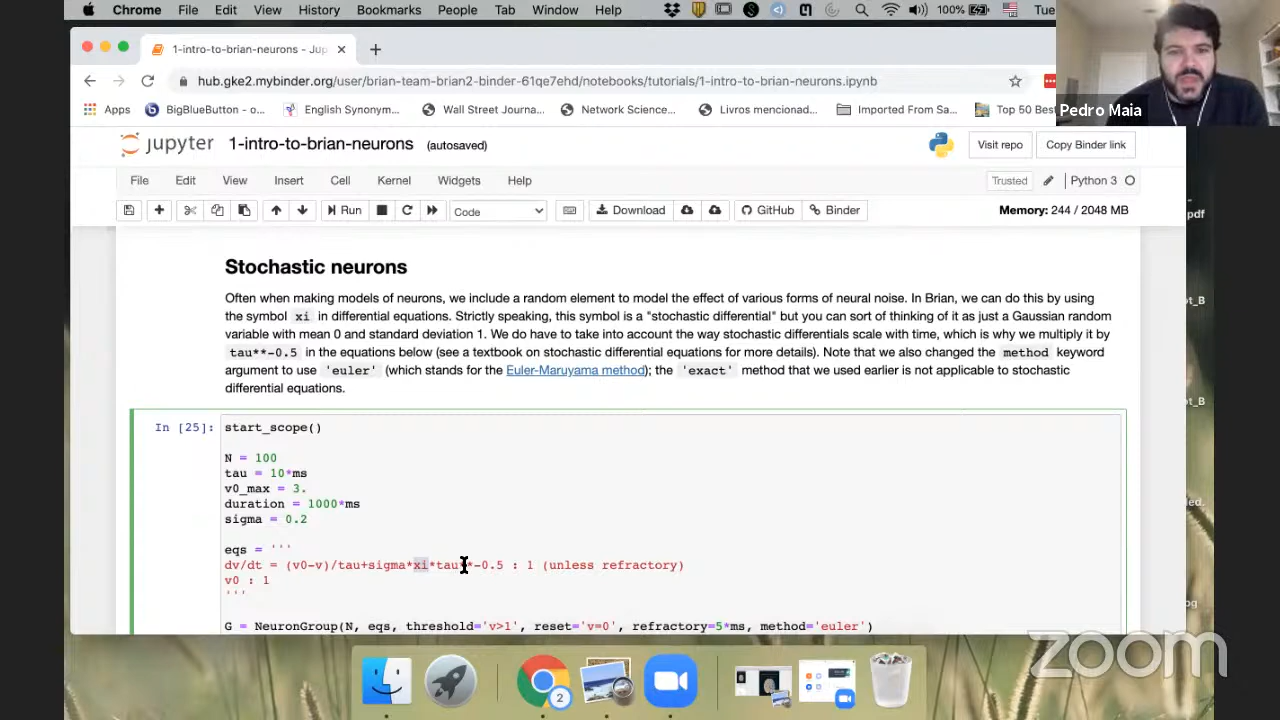 Chrome File Edit View History Bookmarks People Tab Window Help 100% Tue
1-intro-to-brian-neurons - Jup
hub.gke2.mybinder.org/user/brian-team-brian2-binder-61qe7ehd/notebooks/tutorials/1-intro-to-brian-neurons.ipynb
Apps BigBlueButton - o... English Synonym... Wall Street Journa... Network Science... Livros mencionad... Imported From Sa... Top 50 Best
Pedro Maia
jupyter 1-intro-to-brian-neurons (autosaved) Visit repo Copy Binder link
File Edit View Insert Cell Kernel Widgets Help Trusted Python 3
Run Code Download GitHub Binder Memory: 244 / 2048 MB
pdf
Stochastic neurons
Often when making models of neurons, we include a random element to model the effect of various forms of neural noise. In Brian, we can do this by using
the symbol xi in differential equations. Strictly speaking, this symbol is a "stochastic differential" but you can sort of thinking of it as just a Gaussian random
variable with mean 0 and standard deviation 1. We do have to take into account the way stochastic differentials scale with time, which is why we multiply it by
tau**-0.5 in the equations below (see a textbook on stochastic differential equations for more details). Note that we also changed the method keyword
argument to use 'euler' (which stands for the Euler-Maruyama method); the 'exact' method that we used earlier is not applicable to stochastic
differential equations.
ot_B
ot_B
In [25]: start_scope()
N = 100
tau = 10*ms
v0_max = 3.
duration = 1000*ms
led.
sigma = 0.2
eqs = '''
dv/dt = (v0-v)/tau+sigma*xi*tau**-0.5 : 1 (unless refractory)
v0 : 1
'''
G = NeuronGroup(N, eqs, threshold='v>1', reset='v=0', refractory=5*ms, method='euler')
zoom
2